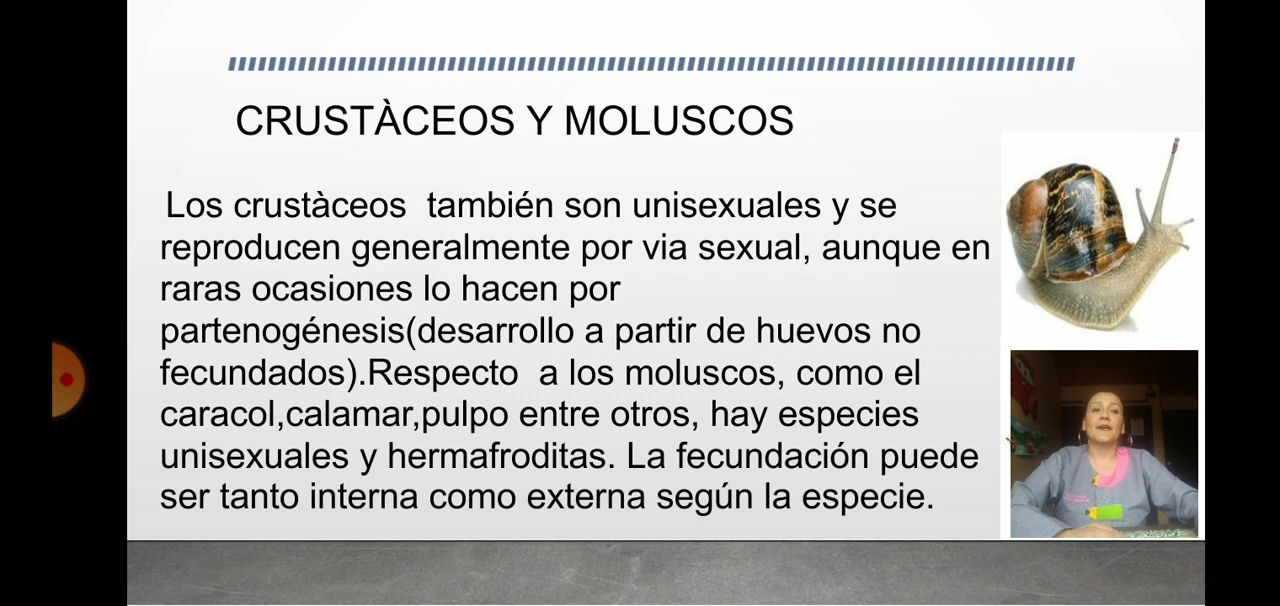 CRUSTÀCEOS Y MOLUSCOS
Los crustàceos  también son unisexuales y se
reproducen generalmente por via sexual, aunque en
raras ocasiones lo hacen por
partenogénesis(desarrollo a partir de huevos no
fecundados).Respecto  a los moluscos, como el
caracol,calamar,pulpo entre otros, hay especies
unisexuales y hermafroditas. La fecundación puede
ser tanto interna como externa según la especie.